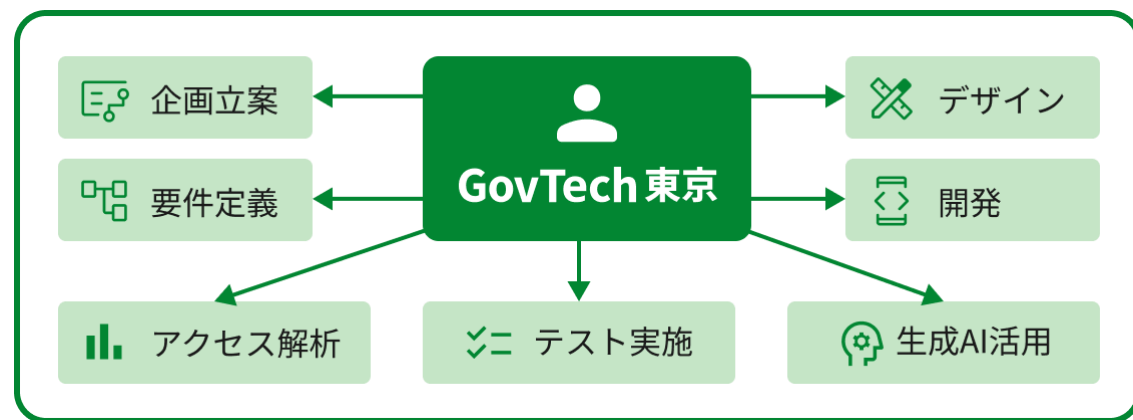 企画立案
GovTech東京
デザイン
要件定義
開発
アクセス解析
テスト実施
生成AI活用